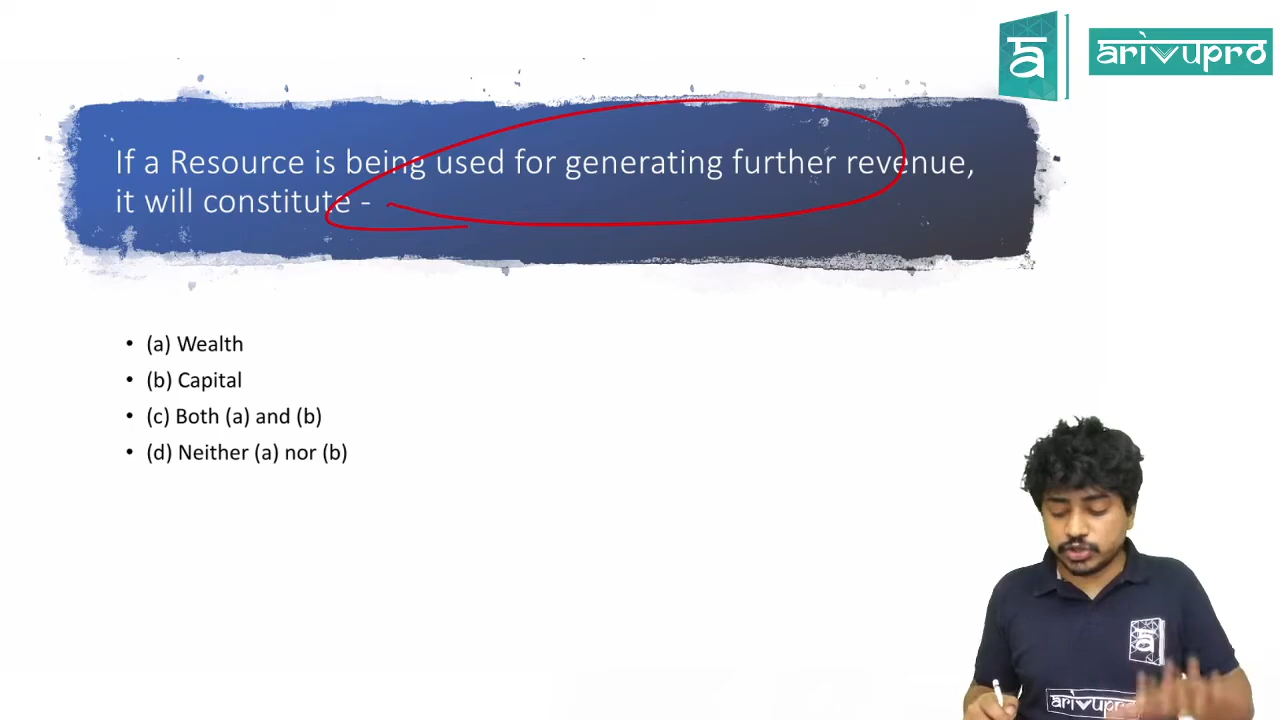 arivupro
If a Resource is being used for generating further revenue,
it will constitute -
• (a) Wealth
• (b) Capital
• (c) Both (a) and (b)
• (d) Neither (a) nor (b)
arivupro